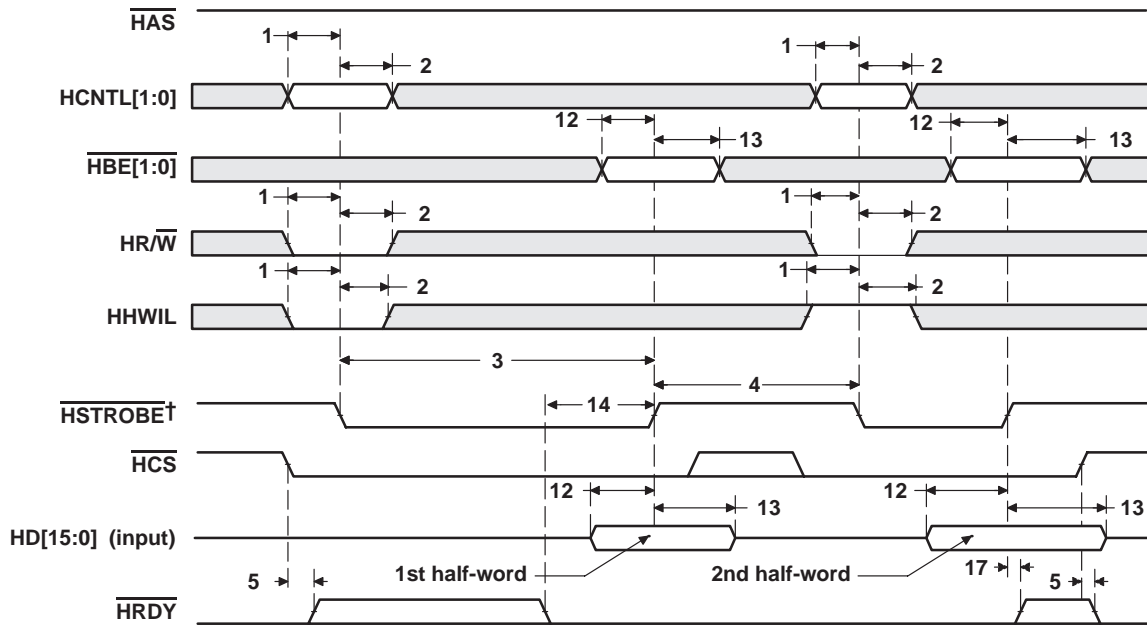 HAS
1
1
2
2
HCNTL[1:0]
12
12
13
13
HBE[1:0]
1
1
2
2
HR/W
1
1
2
2
HHWIL
3
4
14
HSTROBE†
HCS
12
12
13
13
HD[15:0] (input)
1st half-word
2nd half-word
5
17
5
HRDY